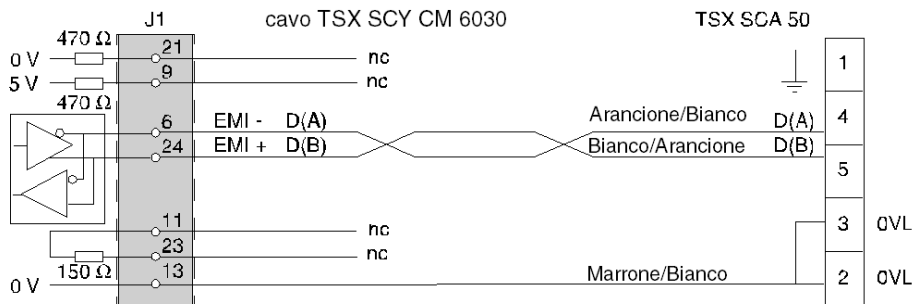 J1 cavo TSX SCY CM 6030 TSX SCA 50
470 Ω 21 nc
0 V
9 nc
5 V
470 Ω
1
6 EMI - D(A) Arancione/Bianco D(A) 4
24 EMI + D(B) Bianco/Arancione D(B)
5
11 nc
3 0VL
23 nc
150 Ω 13 Marrone/Bianco 2 0VL
0 V